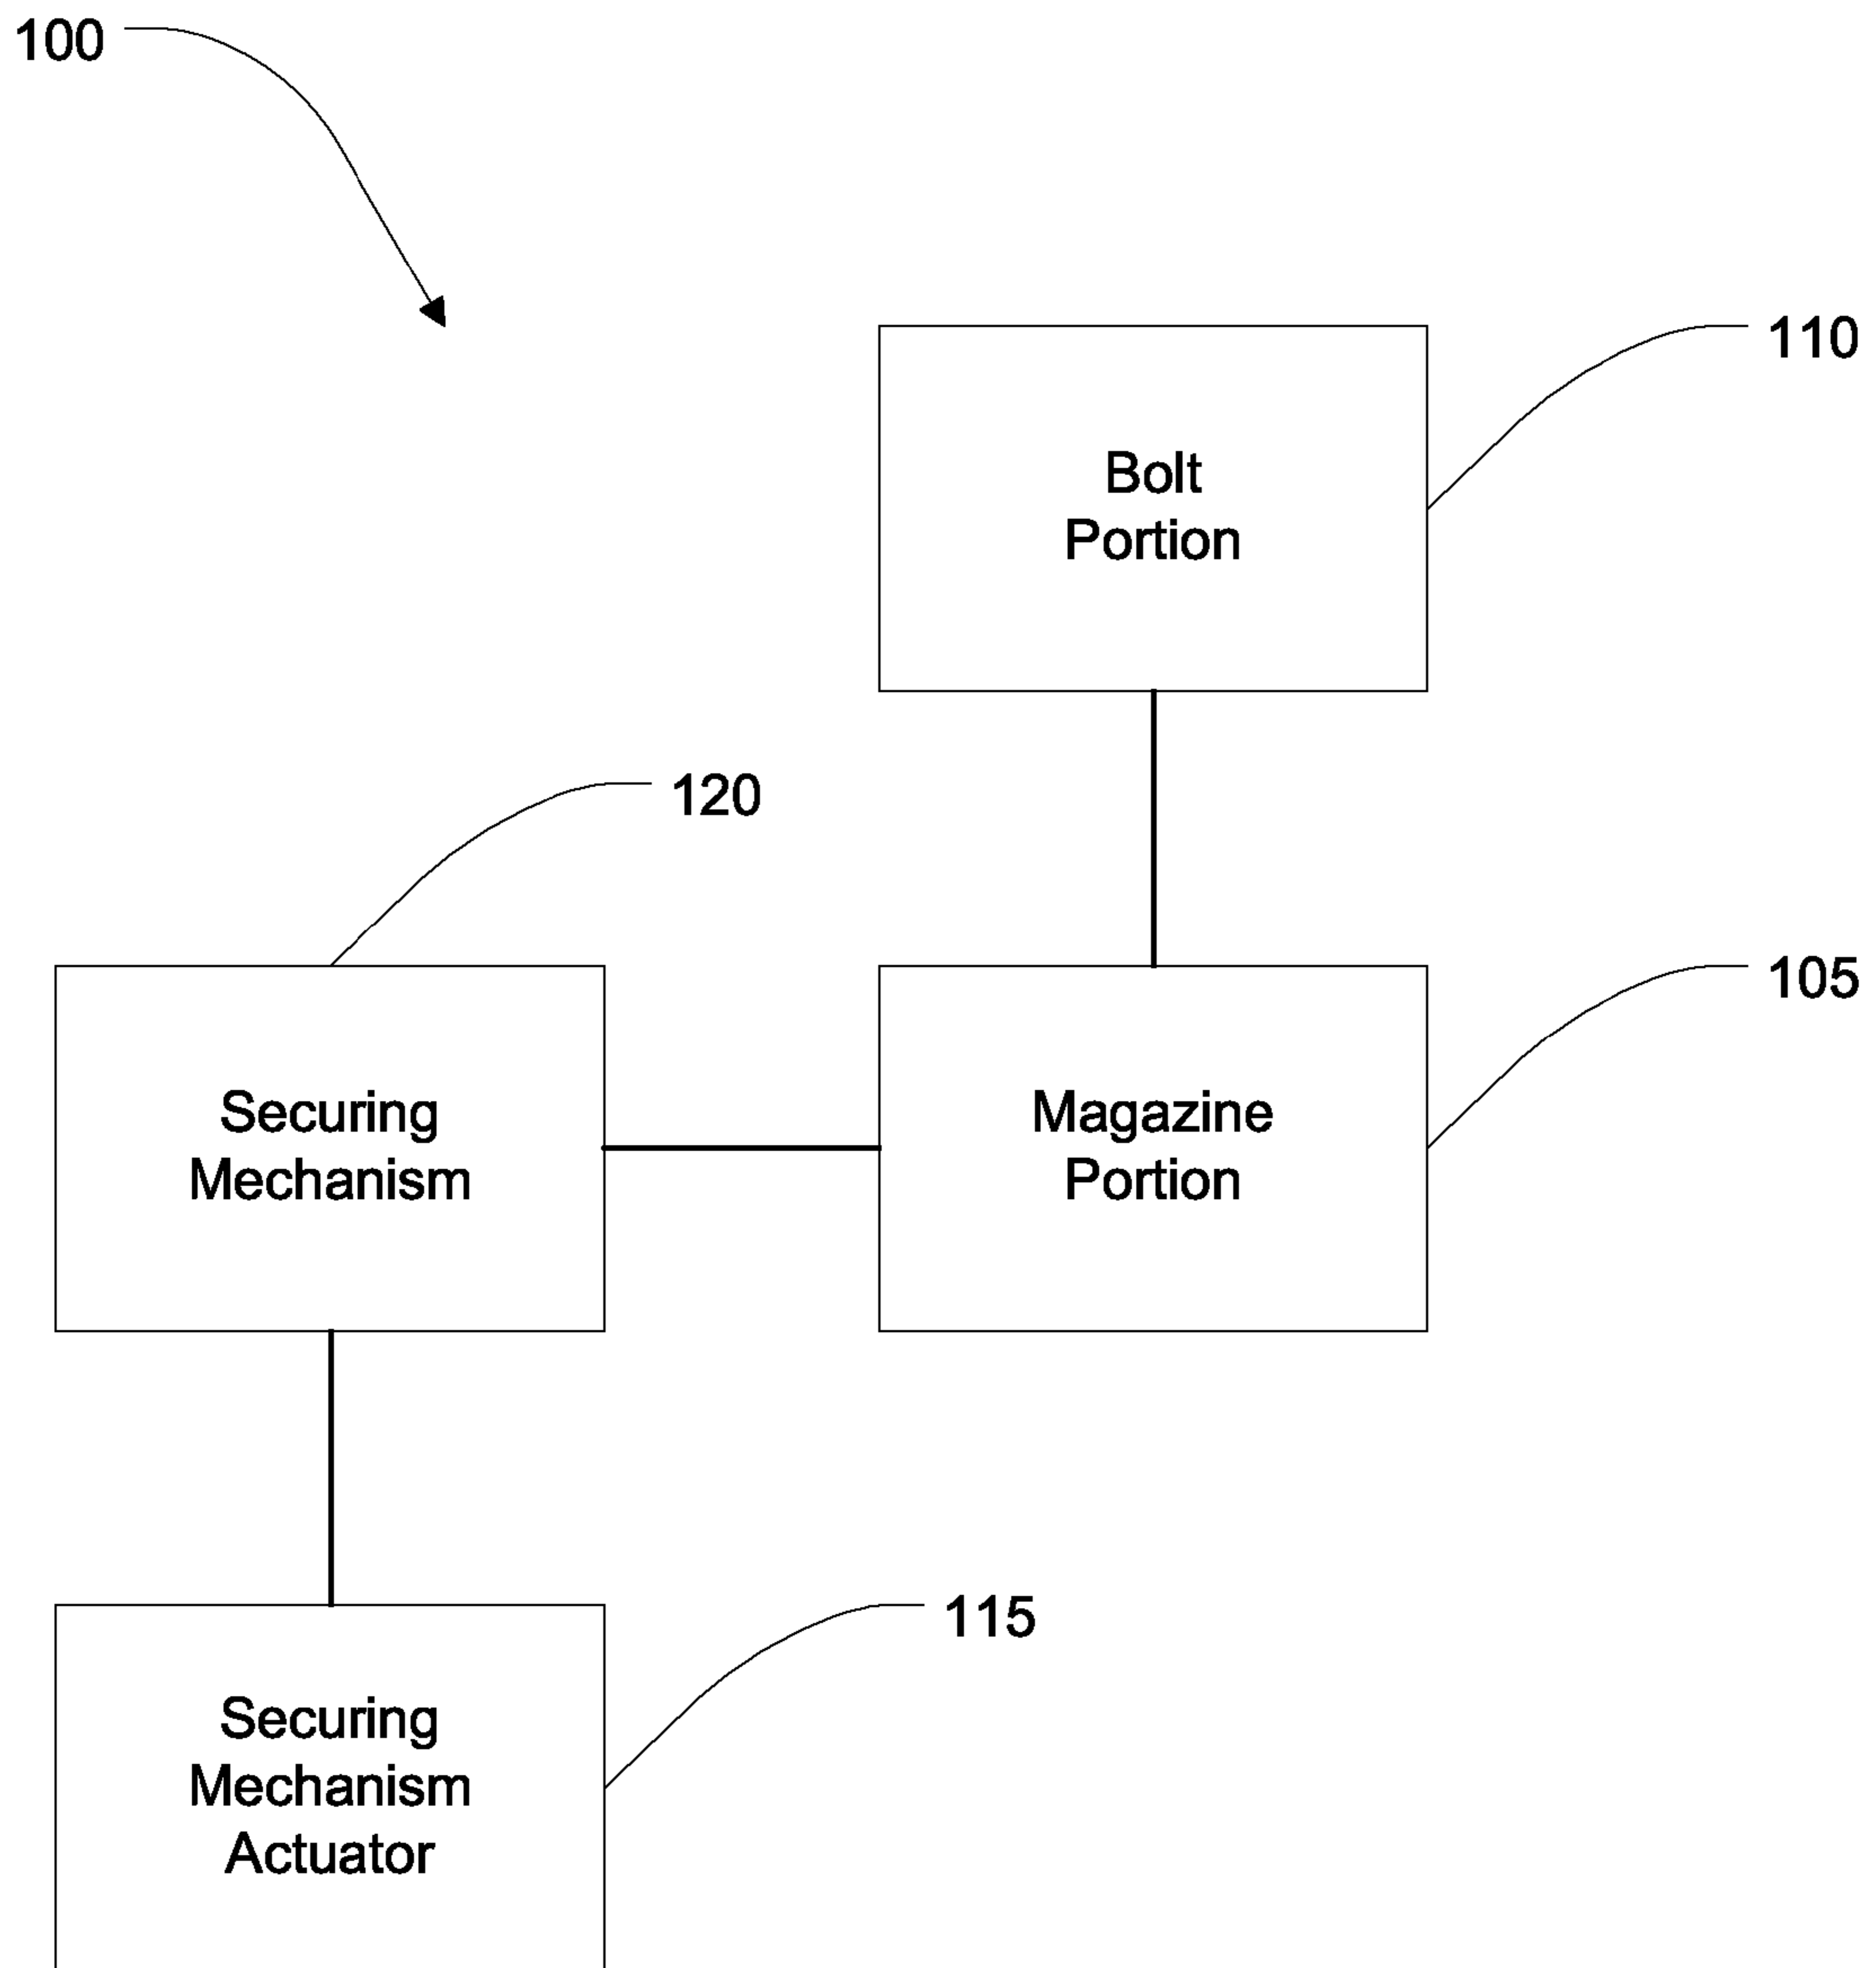 100
110
Bolt
Portion
120
105
Securing
Mechanism
Magazine
Portion
115
Securing
Mechanism
Actuator